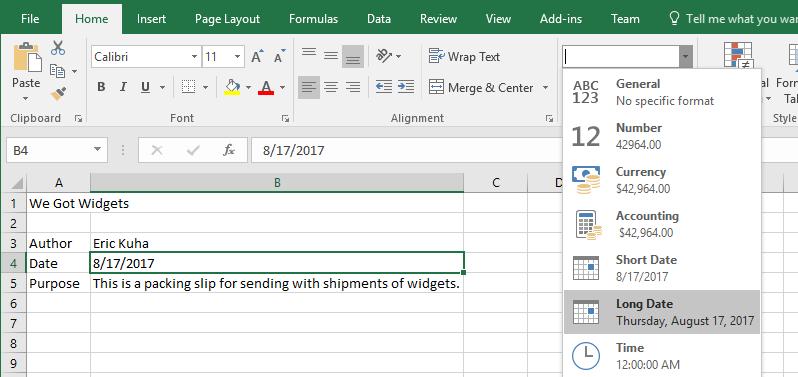 File Home Insert Page Layout Formulas Data Review View Add-ins Team Tell me what you wan
Calibri 11 A A Wrap Text
Paste B I U A Merge & Center
Clipboard Font Alignment Style
B4 fx 8/17/2017
A B C D
1 We Got Widgets
2
3 Author Eric Kuha
4 Date 8/17/2017
5 Purpose This is a packing slip for sending with shipments of widgets.
6
7
8
9
ABC
123
General
No specific format
12
Number
42964.00
Currency
$42,964.00
Accounting
$42,964.00
Short Date
8/17/2017
Long Date
Thursday, August 17, 2017
Time
12:00:00 AM